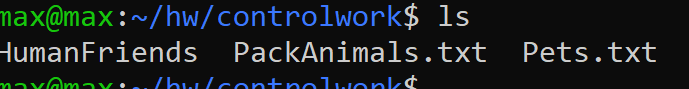 max@max:~/hw/controlwork$ ls
HumanFriends  PackAnimals.txt  Pets.txt
max@max:~/hw/controlwork$